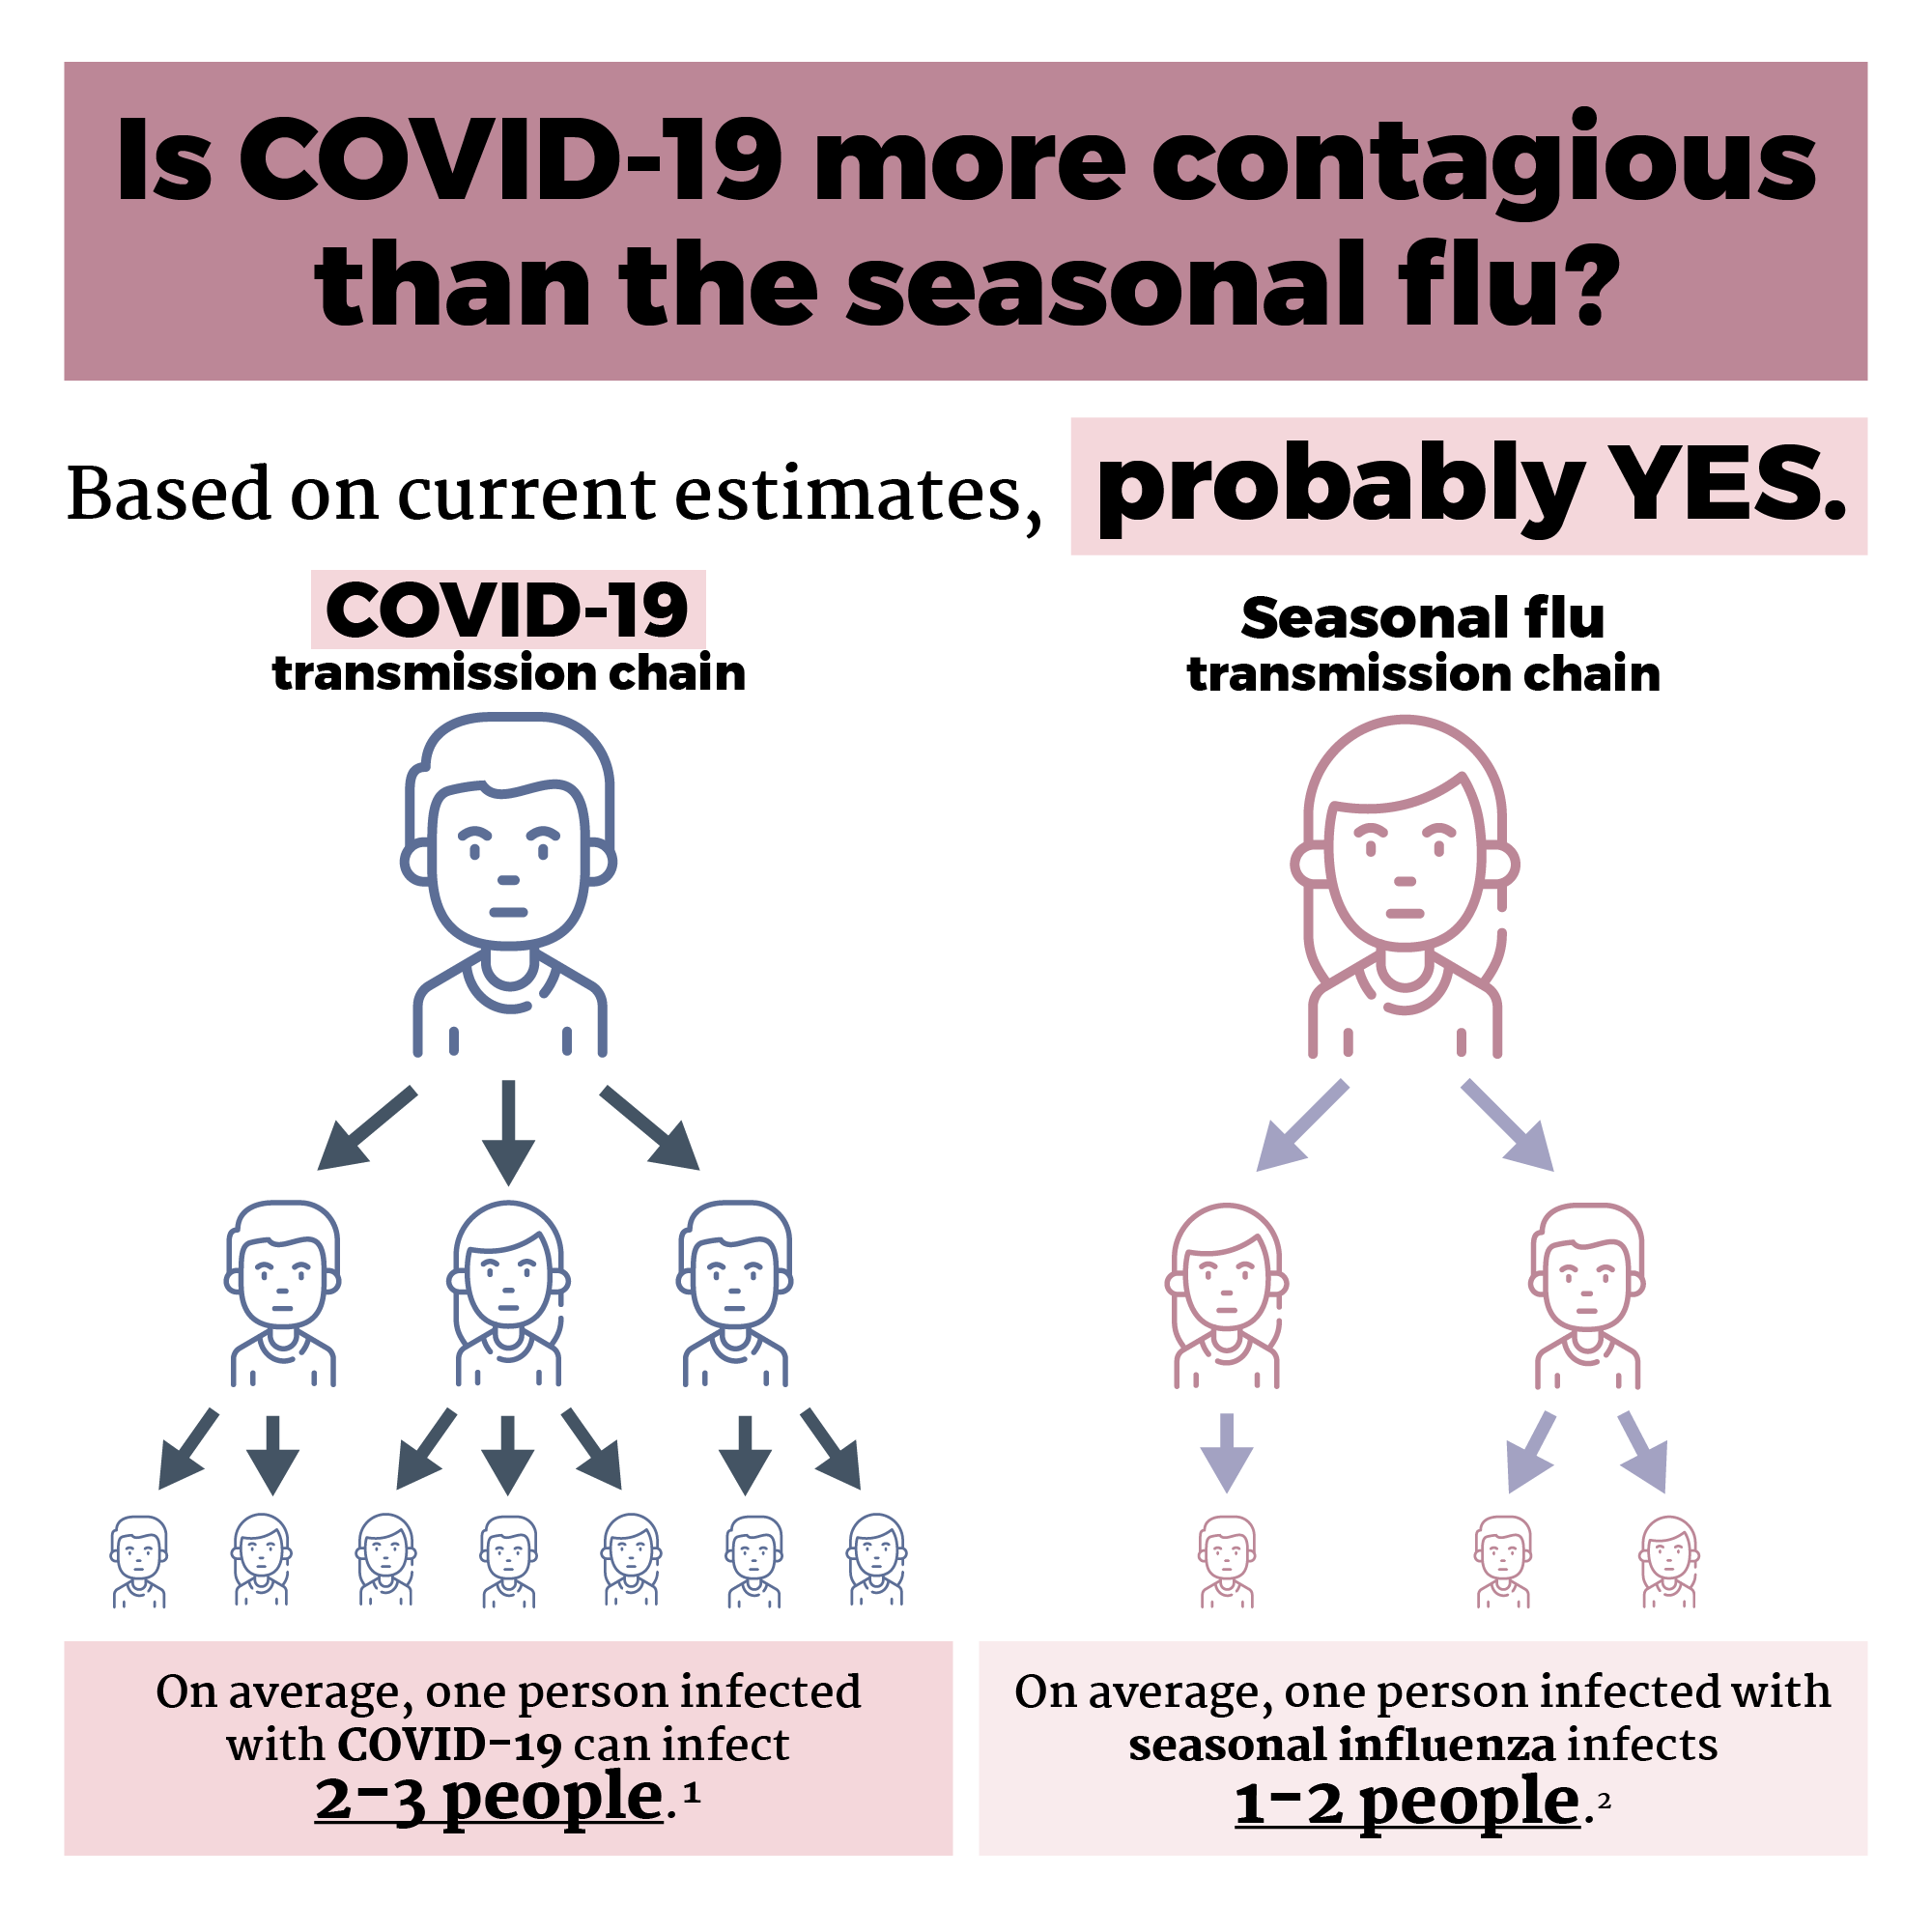 Is COVID-19 more contagious
than the seasonal flu?
Based on current estimates, probably YES.
COVID-19
transmission chain
Seasonal flu
transmission chain
On average, one person infected
with COVID-19 can infect
2-3 people.¹
On average, one person infected with
seasonal influenza infects
1-2 people.²